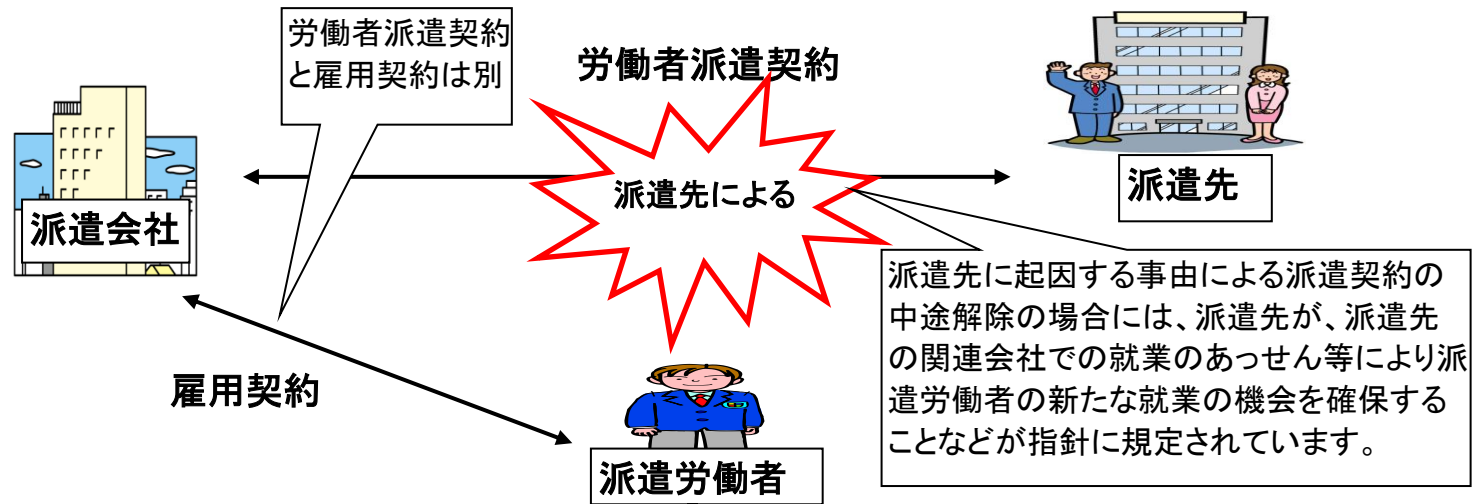 労働者派遣契約
と雇用契約は別
労働者派遣契約
派遣先による
派遣会社
派遣先
派遣先に起因する事由による派遣契約の
中途解除の場合には、派遣先が、派遣先
の関連会社での就業のあっせん等により派
遣労働者の新たな就業の機会を確保する
ことなどが指針に規定されています。
雇用契約
派遣労働者